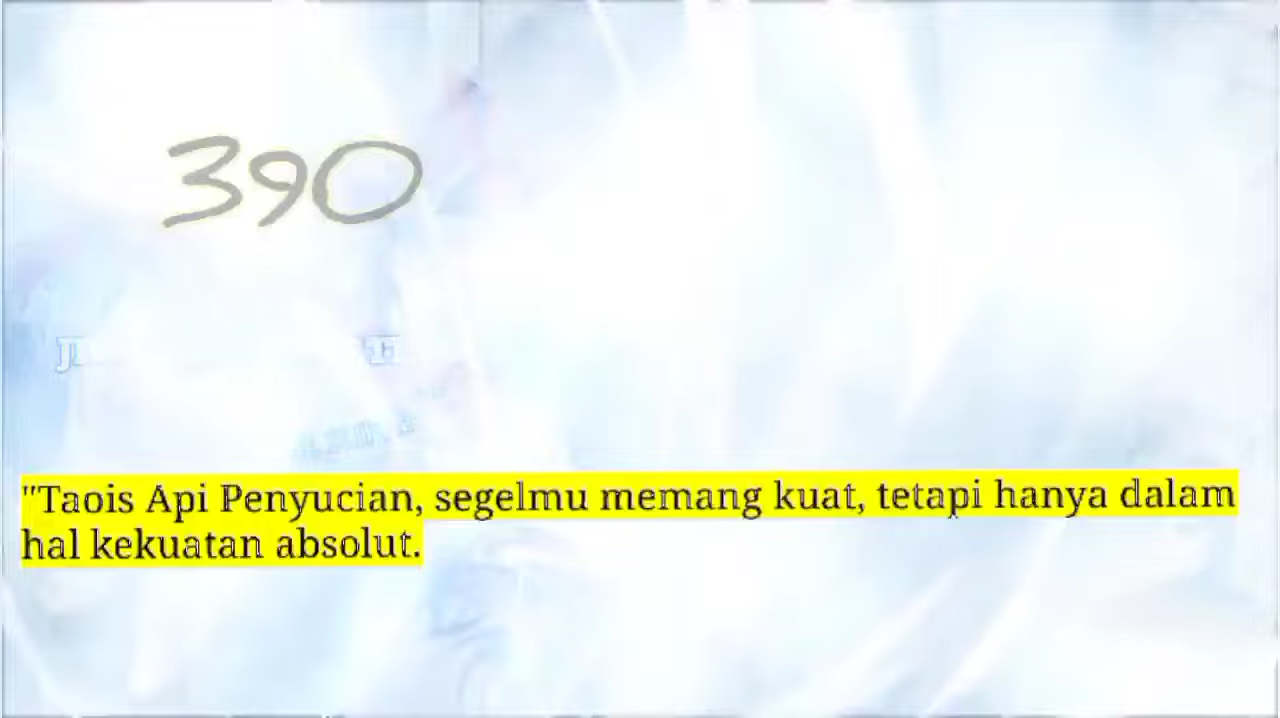 390
"Taois Api Penyucian, segelmu memang kuat, tetapi hanya dalam
hal kekuatan absolut.